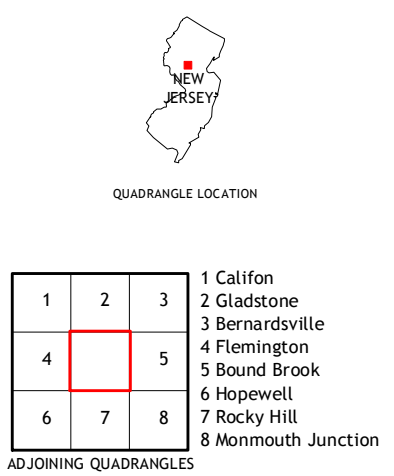 NEW
JERSEY
QUADRANGLE LOCATION
1 2 3
4 5
6 7 8
1 Califon
2 Gladstone
3 Bernardsville
4 Flemington
5 Bound Brook
6 Hopewell
7 Rocky Hill
8 Monmouth Junction
ADJOINING QUADRANGLES